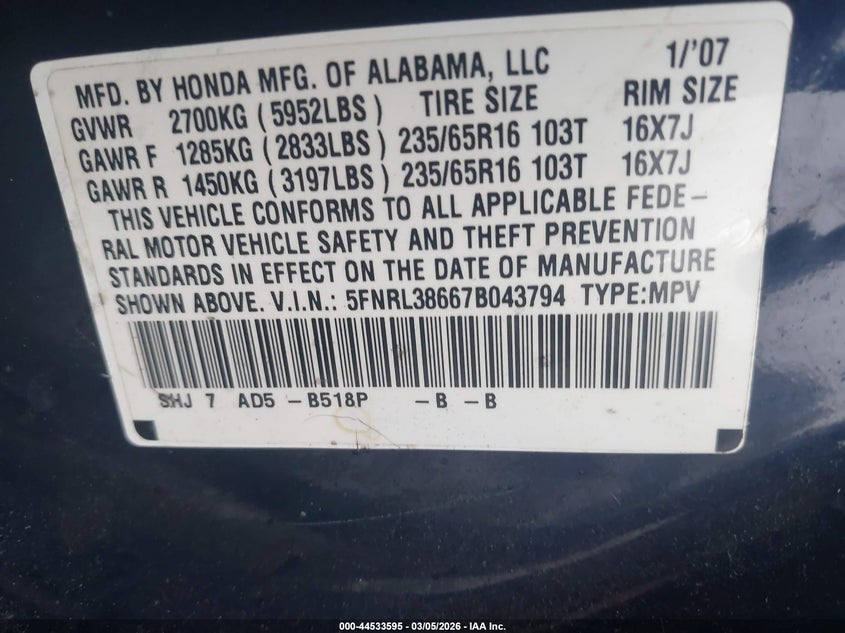 MFD. BY HONDA MFG. OF ALABAMA, LLC 1/'07
GVWR 2700KG (5952LBS) TIRE SIZE RIM SIZE
GAWR F 1285KG (2833LBS) 235/65R16 103T 16X7J
GAWR R 1450KG (3197LBS) 235/65R16 103T 16X7J
THIS VEHICLE CONFORMS TO ALL APPLICABLE FEDE-
RAL MOTOR VEHICLE SAFETY AND THEFT PREVENTION
STANDARDS IN EFFECT ON THE DATE OF MANUFACTURE
SHOWN ABOVE. V.I.N.: 5FNRL38667B043794 TYPE:MPV
SHJ 7 AD5 -B518P -B -B
000-44533595 - 03/05/2026 - IAA Inc.